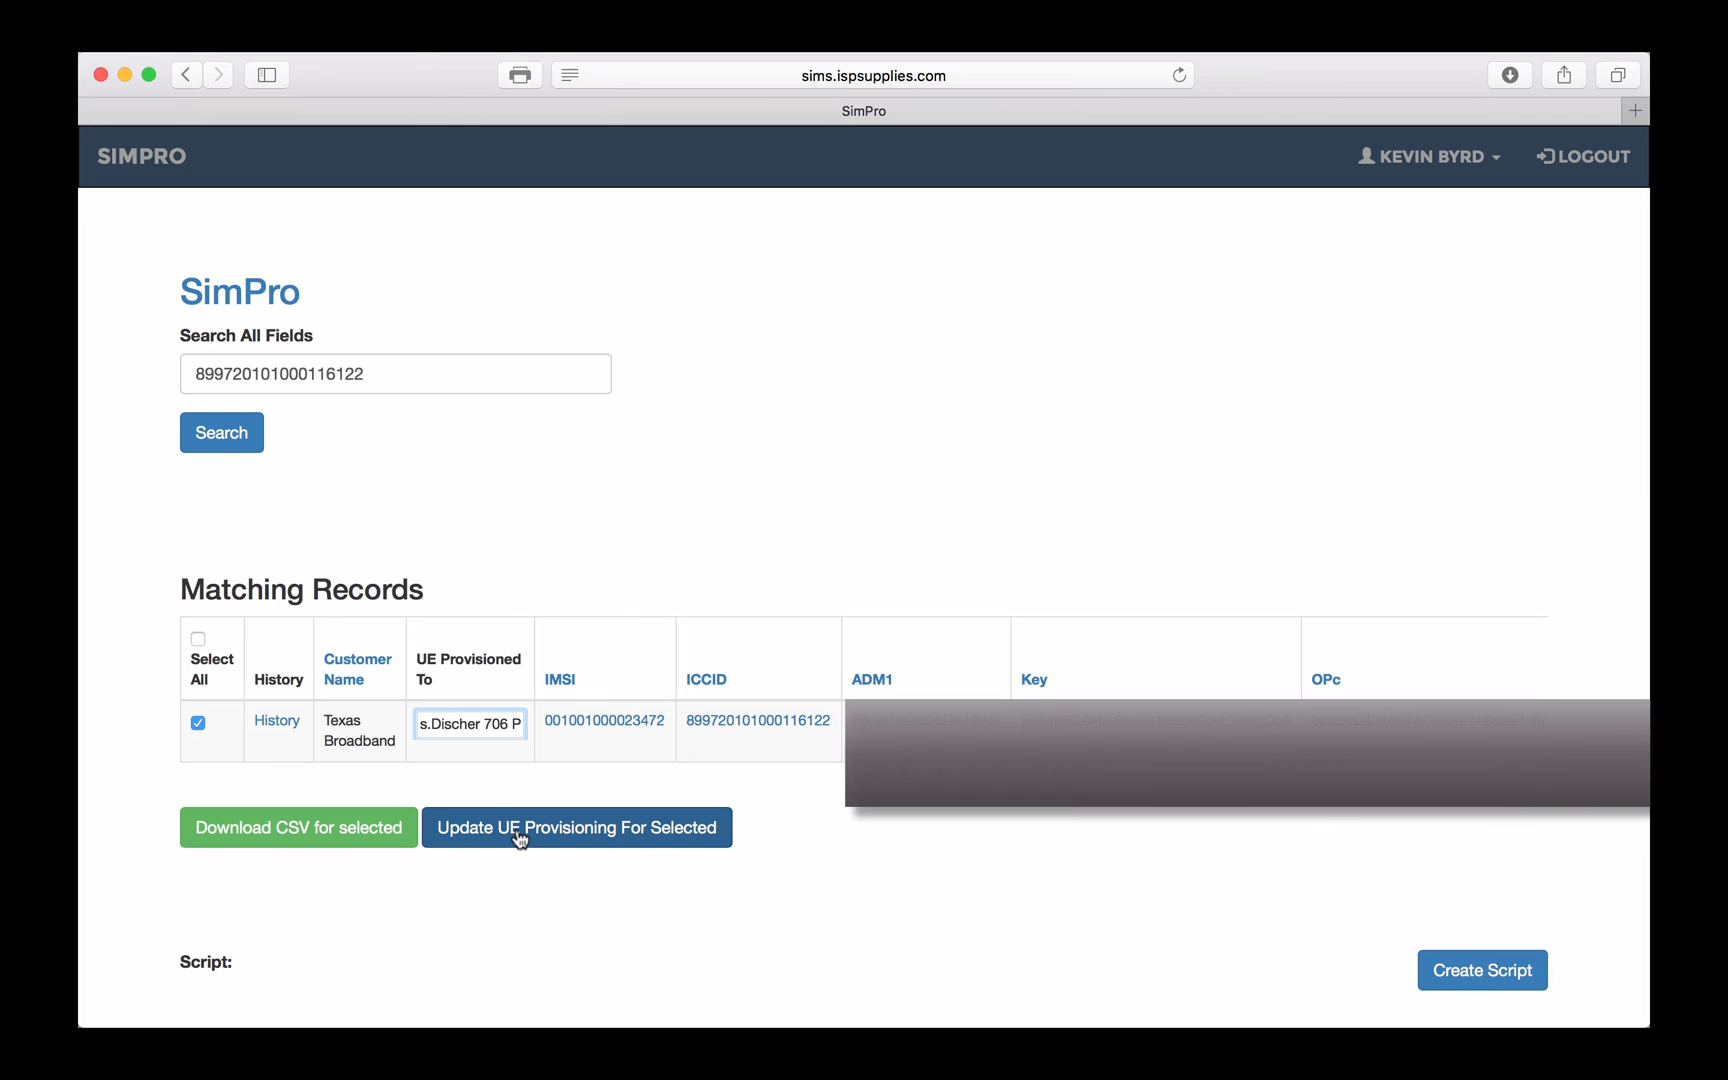 sims.ispsupplies.com
SimPro
SIMPRO
KEVIN BYRD
LOGOUT
SimPro
Search All Fields
899720101000116122
Search
Matching Records
Select All
History
Customer Name
UE Provisioned To
IMSI
ICCID
ADM1
Key
OPc
History
Texas Broadband
s.Discher 706 P
001001000023472
899720101000116122
Download CSV for selected
Update UE Provisioning For Selected
Script:
Create Script